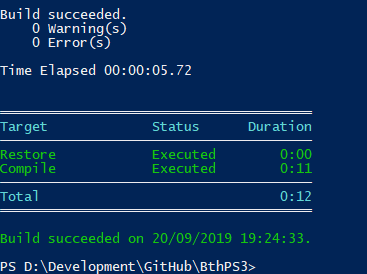 Build succeeded.
    0 Warning(s)
    0 Error(s)

Time Elapsed 00:00:05.72

Target             Status      Duration
Restore            Executed        0:00
Compile            Executed        0:11
Total                              0:12

Build succeeded on 20/09/2019 19:24:33.

PS D:\Development\GitHub\BthPS3>